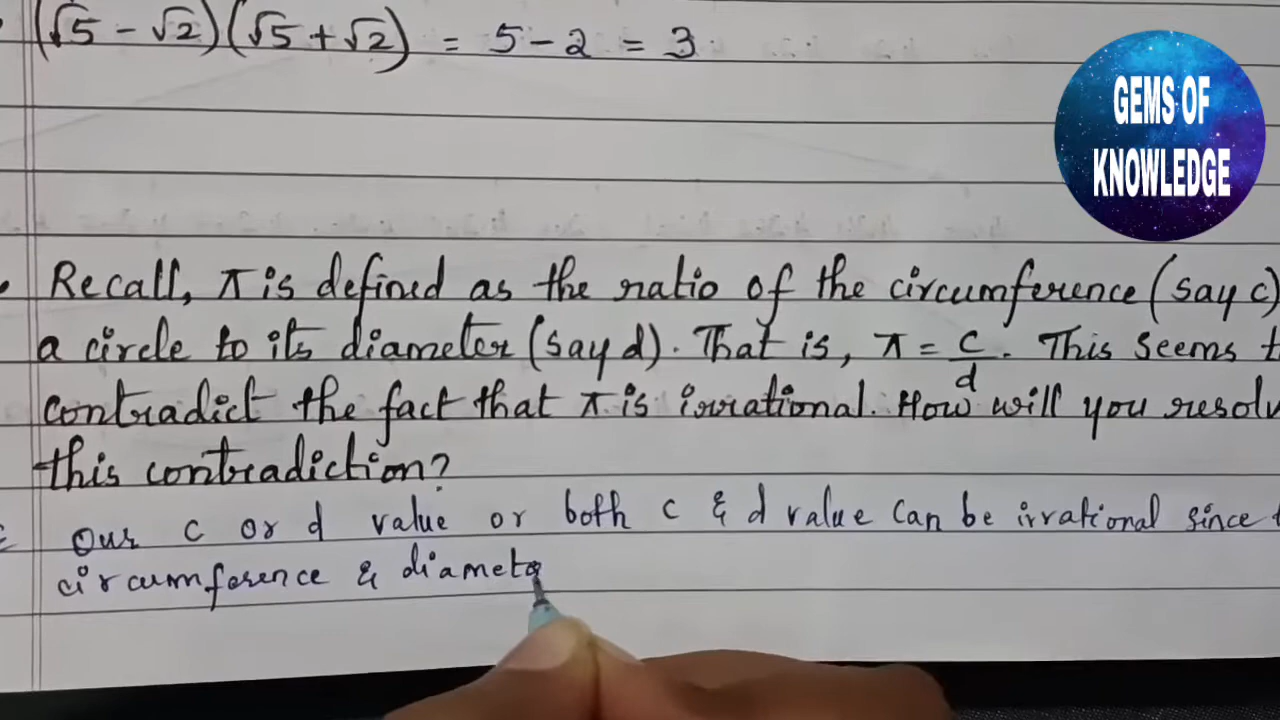 (√5 - √2)(√5 + √2) = 5 - 2 = 3
GEMS OF
KNOWLEDGE
Recall, π is defined as the ratio of the circumference (say c)
a circle to its diameter (say d). That is, π = c/d. This seems t
contradict the fact that π is irrational. How will you resolv
this contradiction?
Our c or d value or both c & d value can be irrational since
circumference & diamete